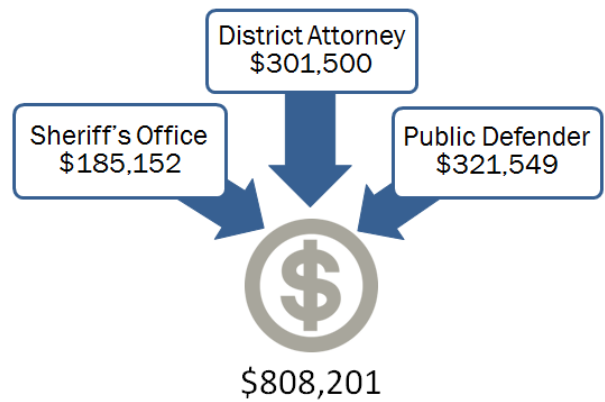 District Attorney
$301,500
Sheriff’s Office
$185,152
Public Defender
$321,549
$
$808,201